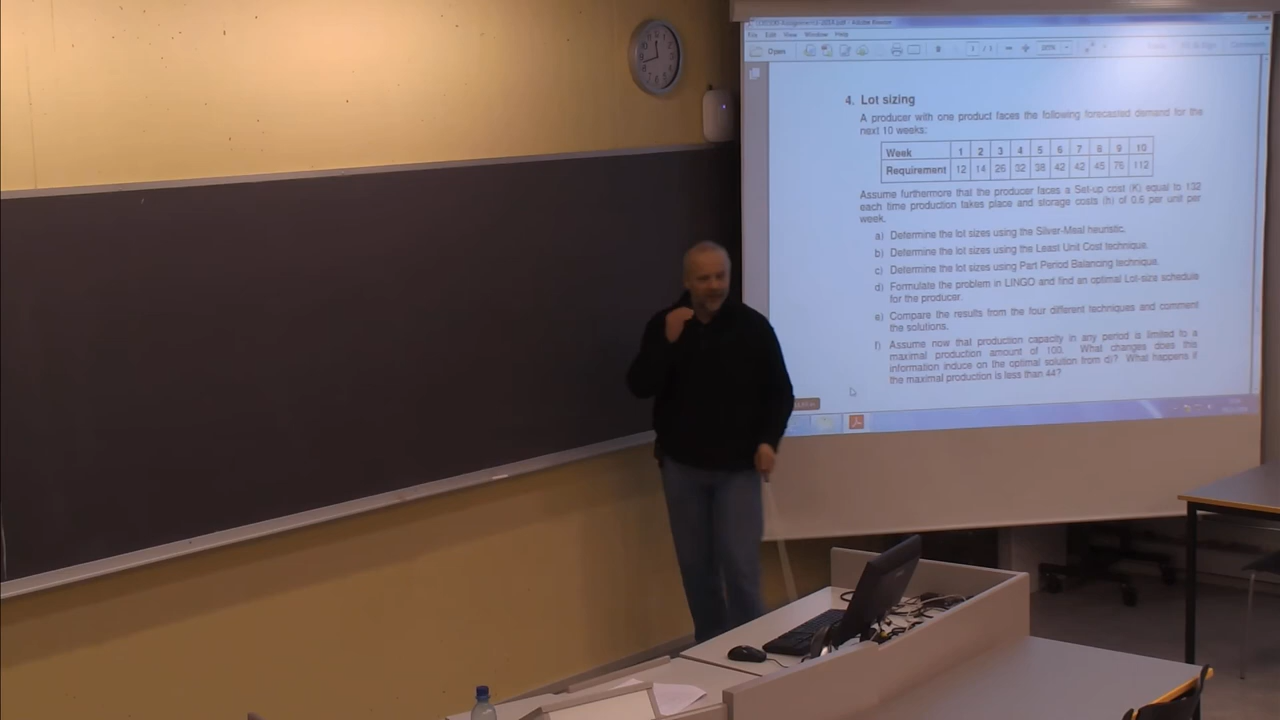 File Edit View Window Help
Open
4. Lot sizing
A producer with one product faces the following forecasted demand for the
next 10 weeks:
Week 1 2 3 4 5 6 7 8 9 10
Requirement 12 14 26 32 38 42 42 45 76 112
Assume furthermore that the producer faces a Set-up cost (K) equal to 132
each time production takes place and storage costs (h) of 0.6 per unit per
week.
a) Determine the lot sizes using the Silver-Meal heuristic.
b) Determine the lot sizes using the Least Unit Cost technique.
c) Determine the lot sizes using Part Period Balancing technique.
d) Formulate the problem in LINGO and find an optimal Lot-size schedule
for the producer.
e) Compare the results from the four different techniques and comment
the solutions.
f) Assume now that production capacity in any period is limited to a
maximal production amount of 100. What changes does this
information induce on the optimal solution from d)? What happens if
the maximal production is less than 44?